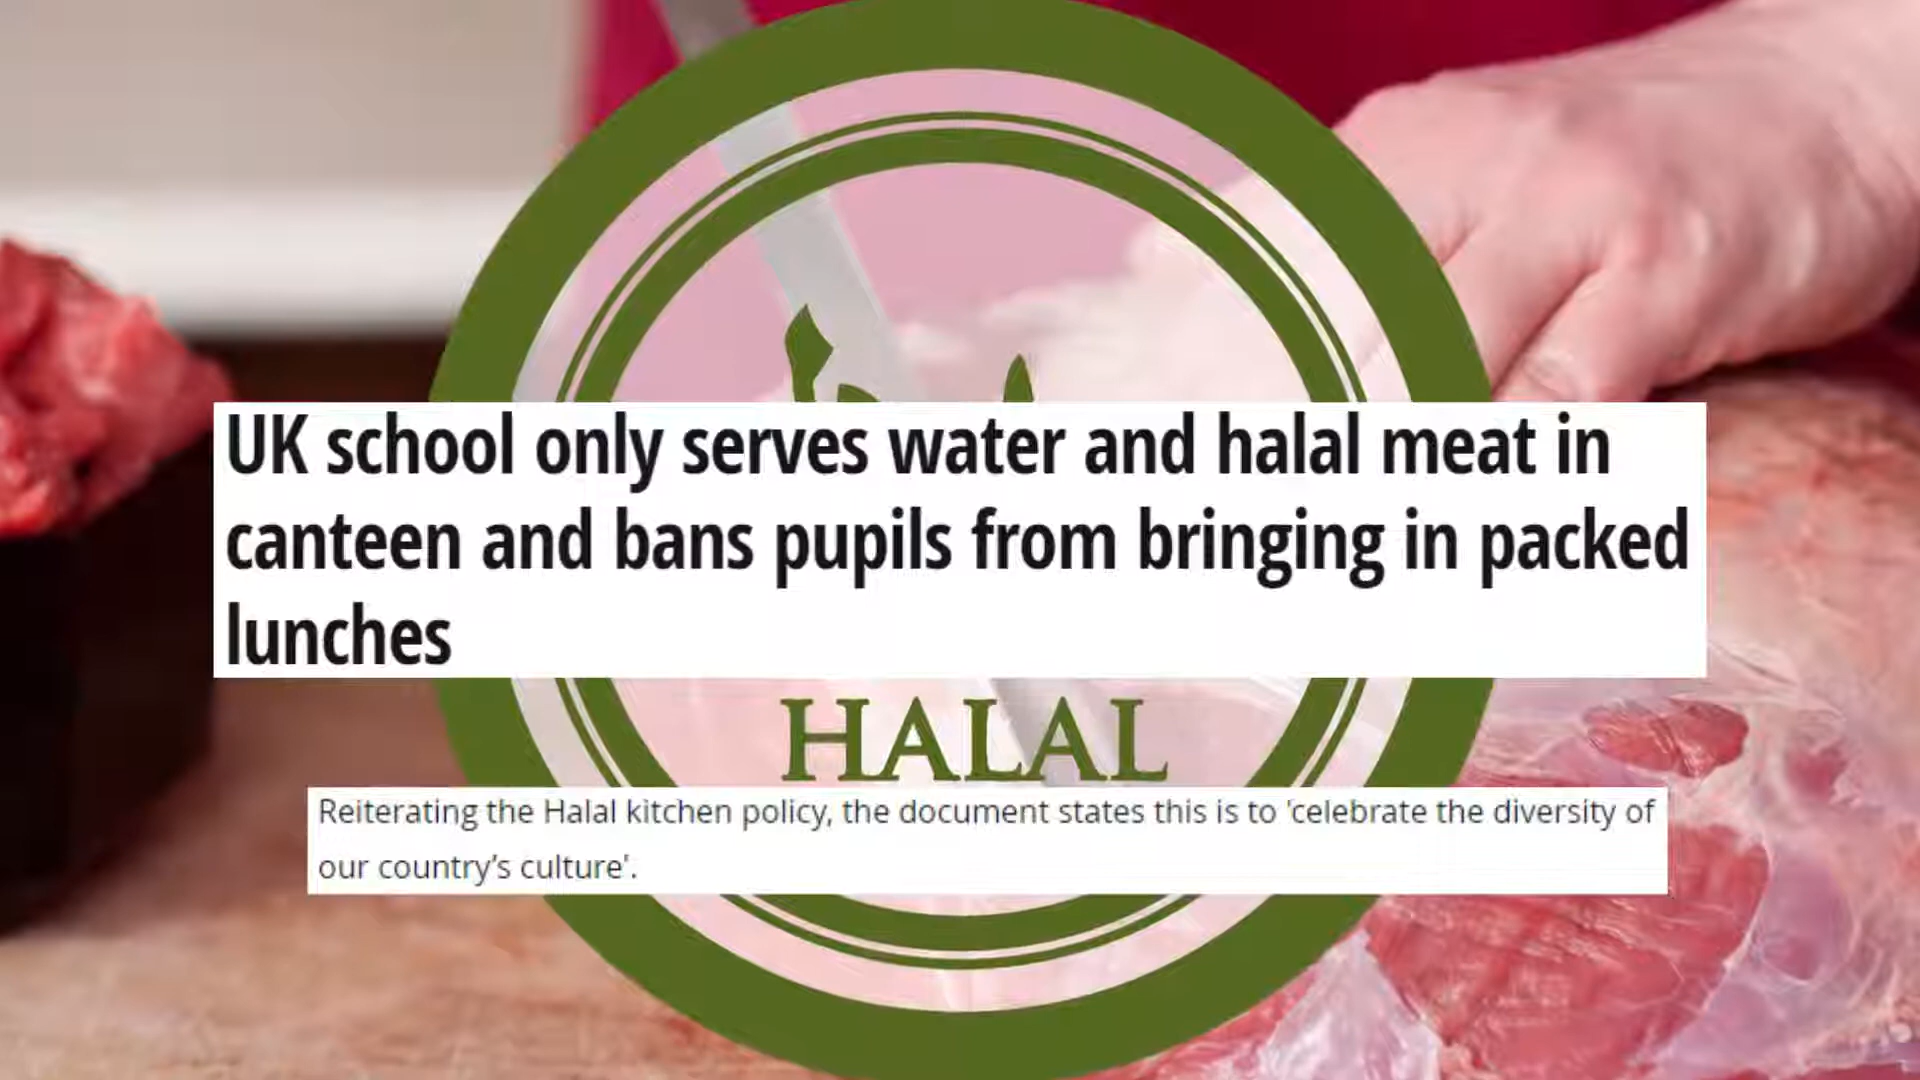 UK school only serves water and halal meat in
canteen and bans pupils from bringing in packed
lunches
HALAL
Reiterating the Halal kitchen policy, the document states this is to 'celebrate the diversity of
our country’s culture'.